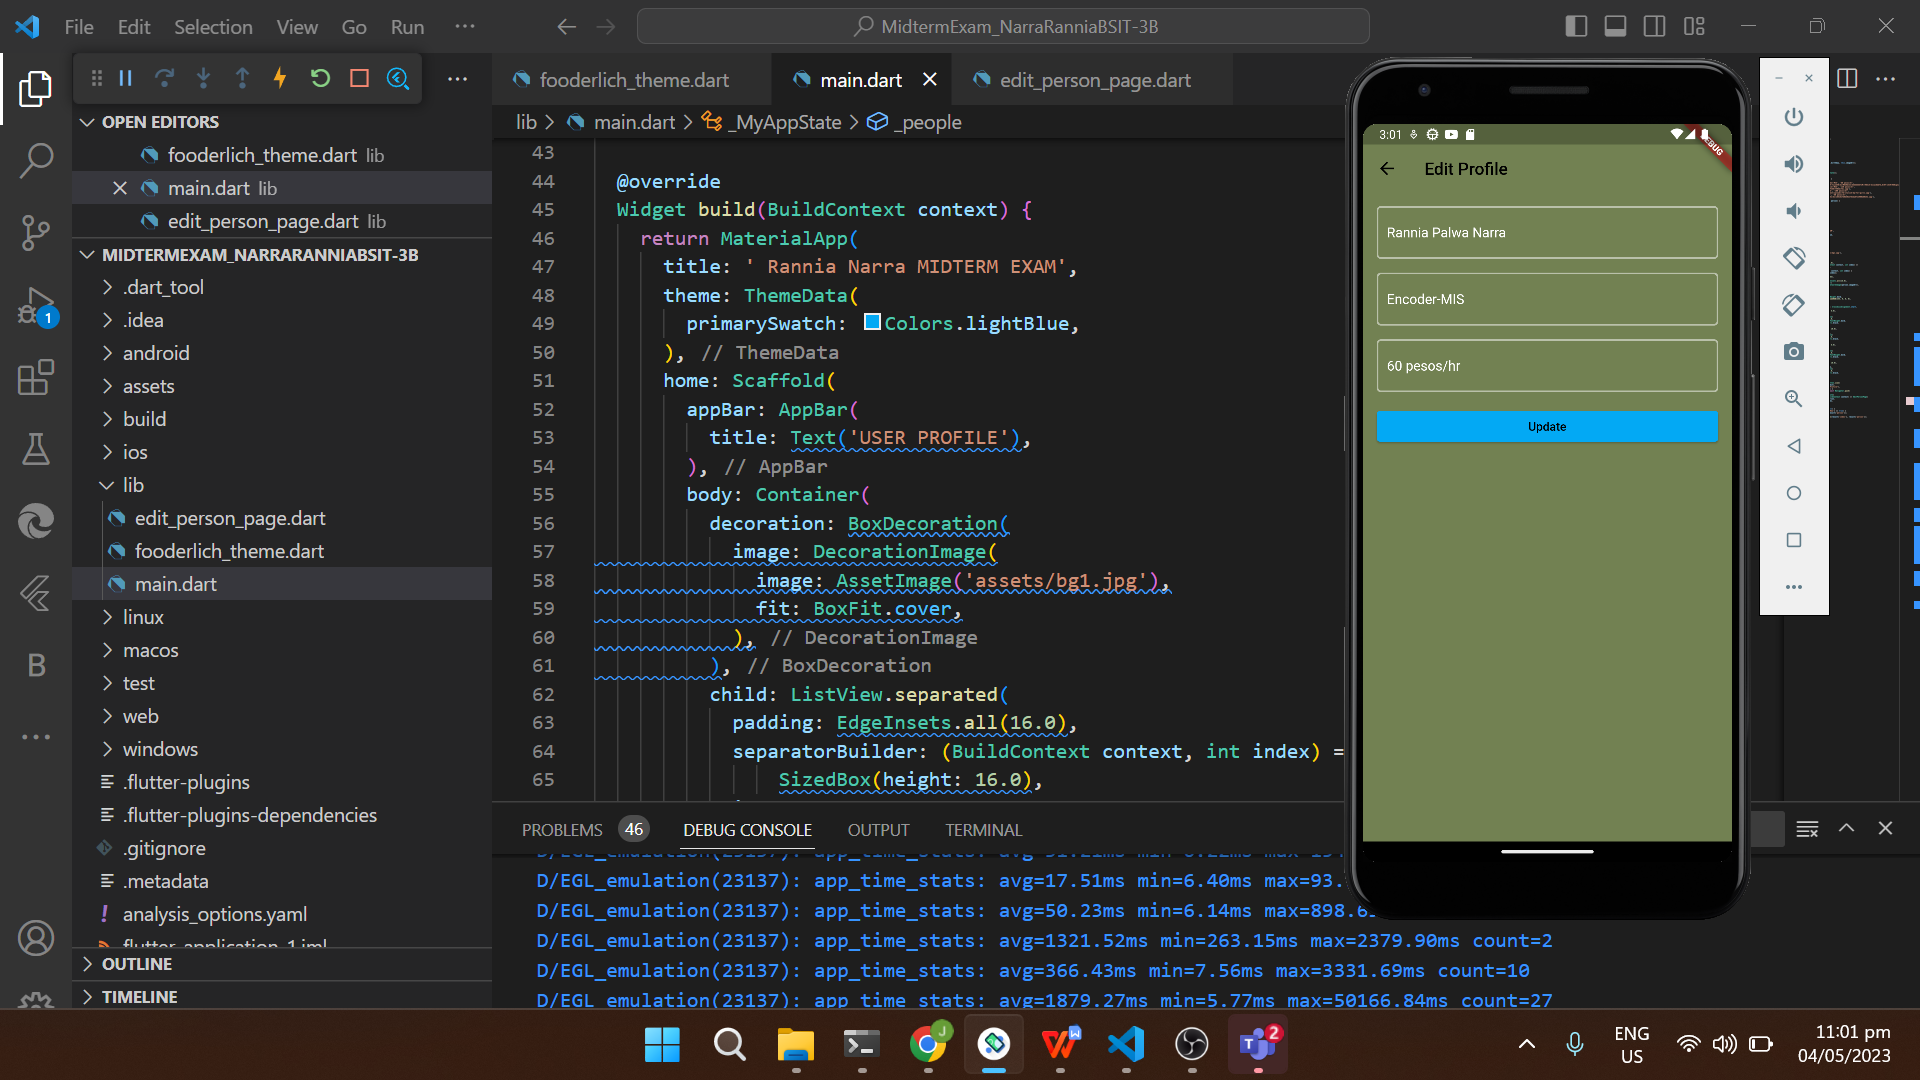 File Edit Selection View Go Run ···
MidtermExam_NarraRanniaBSIT-3B
fooderlich_theme.dart
main.dart
edit_person_page.dart
lib > main.dart > _MyAppState > _people
OPEN EDITORS
fooderlich_theme.dart lib
main.dart lib
edit_person_page.dart lib
MIDTERMEXAM_NARRARANNIABSIT-3B
.dart_tool
.idea
android
assets
build
ios
lib
edit_person_page.dart
fooderlich_theme.dart
main.dart
linux
macos
test
web
windows
.flutter-plugins
.flutter-plugins-dependencies
.gitignore
.metadata
analysis_options.yaml
flutter_application_1.iml
OUTLINE
TIMELINE
1
B
43
44 @override
45 Widget build(BuildContext context) {
46 return MaterialApp(
47 title: ' Rannia Narra MIDTERM EXAM',
48 theme: ThemeData(
49 primarySwatch: Colors.lightBlue,
50 ), // ThemeData
51 home: Scaffold(
52 appBar: AppBar(
53 title: Text('USER PROFILE'),
54 ), // AppBar
55 body: Container(
56 decoration: BoxDecoration(
57 image: DecorationImage(
58 image: AssetImage('assets/bg1.jpg'),
59 fit: BoxFit.cover,
60 ), // DecorationImage
61 ), // BoxDecoration
62 child: ListView.separated(
63 padding: EdgeInsets.all(16.0),
64 separatorBuilder: (BuildContext context, int index) =
65 SizedBox(height: 16.0),
PROBLEMS 46 DEBUG CONSOLE OUTPUT TERMINAL
D/EGL_emulation(23137): app_time_stats: avg=17.51ms min=6.40ms max=93.
D/EGL_emulation(23137): app_time_stats: avg=50.23ms min=6.14ms max=898.6
D/EGL_emulation(23137): app_time_stats: avg=1321.52ms min=263.15ms max=2379.90ms count=2
D/EGL_emulation(23137): app_time_stats: avg=366.43ms min=7.56ms max=3331.69ms count=10
D/EGL_emulation(23137): app_time_stats: avg=1879.27ms min=5.77ms max=50166.84ms count=27
3:01
DEBUG
Edit Profile
Rannia Palwa Narra
Encoder-MIS
60 pesos/hr
Update
J
W
T 2
ENG
US
11:01 pm
04/05/2023